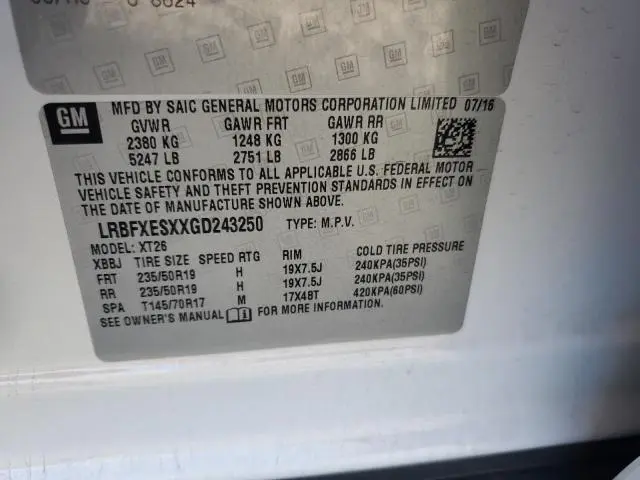 GM
MFD BY SAIC GENERAL MOTORS CORPORATION LIMITED 07/16
GVWR GAWR FRT GAWR RR
2380 KG 1248 KG 1300 KG
5247 LB 2751 LB 2866 LB
THIS VEHICLE CONFORMS TO ALL APPLICABLE U.S. FEDERAL MOTOR
VEHICLE SAFETY AND THEFT PREVENTION STANDARDS IN EFFECT ON
THE DATE OF MANUFACTURE SHOWN ABOVE.
LRBFXESXXGD243250 TYPE: M.P.V.
MODEL: XT26
XBBJ TIRE SIZE SPEED RTG RIM COLD TIRE PRESSURE
FRT 235/50R19 H 19X7.5J 240KPA(35PSI)
RR 235/50R19 H 19X7.5J 240KPA(35PSI)
SPA T145/70R17 M 17X4BT 420KPA(60PSI)
SEE OWNER'S MANUAL FOR MORE INFORMATION.